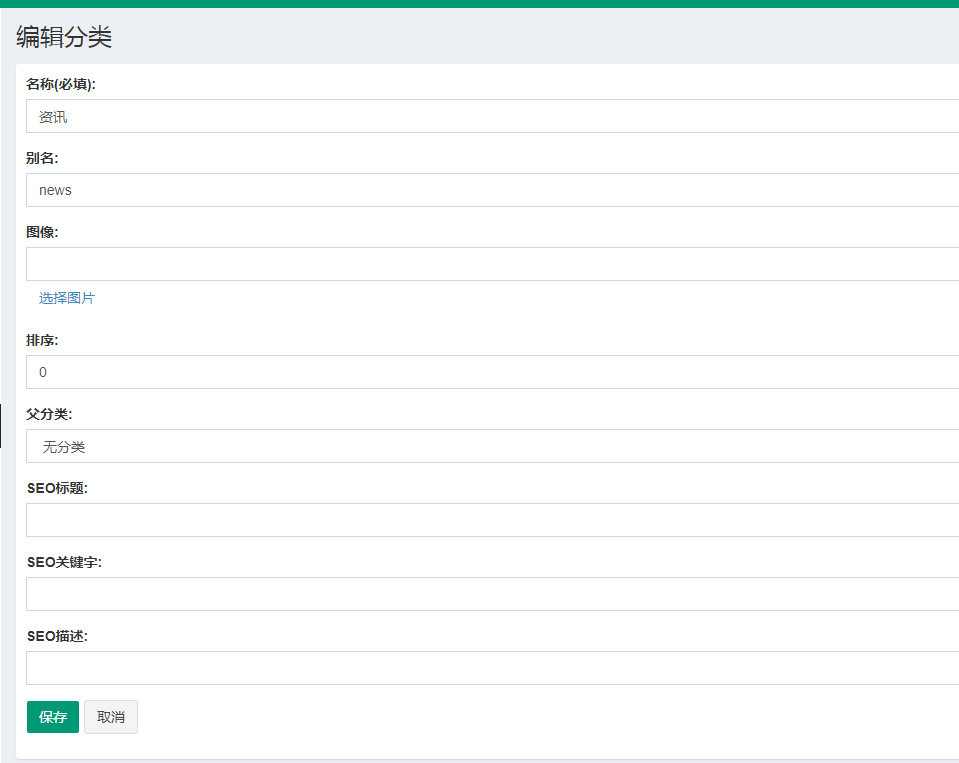 编辑分类
名称(必填):
资讯
别名:
news
图像:
选择图片
排序:
0
父分类:
无分类
SEO标题:
SEO关键字:
SEO描述:
保存 取消